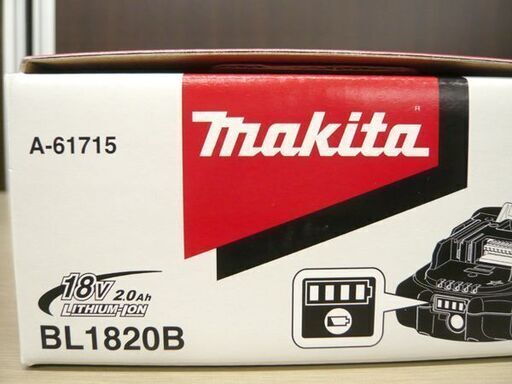 makita
A-61715
18V 2.0Ah
LITHIUM-ION
BL1820B